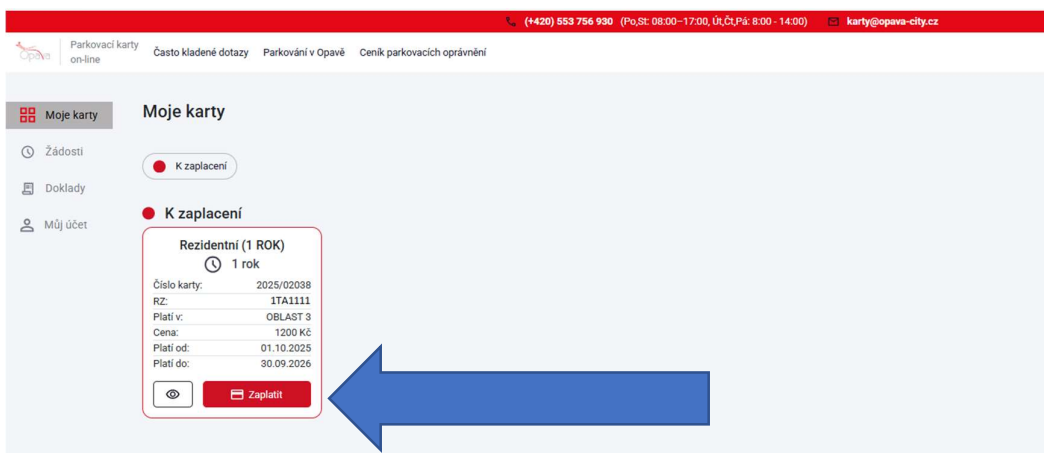 (+420) 553 756 930 (Po,St: 08:00–17:00, Út,Čt,Pá: 8:00 - 14:00) karty@opava-city.cz
Opava
Parkovací karty
on-line
Často kladené dotazy Parkování v Opavě Ceník parkovacích oprávnění
Moje karty
Žádosti
Doklady
Můj účet
Moje karty
K zaplacení
K zaplacení
Rezidentní (1 ROK)
1 rok
Číslo karty: 2025/02038
RZ: 1TA1111
Platí v: OBLAST 3
Cena: 1200 Kč
Platí od: 01.10.2025
Platí do: 30.09.2026
Zaplatit